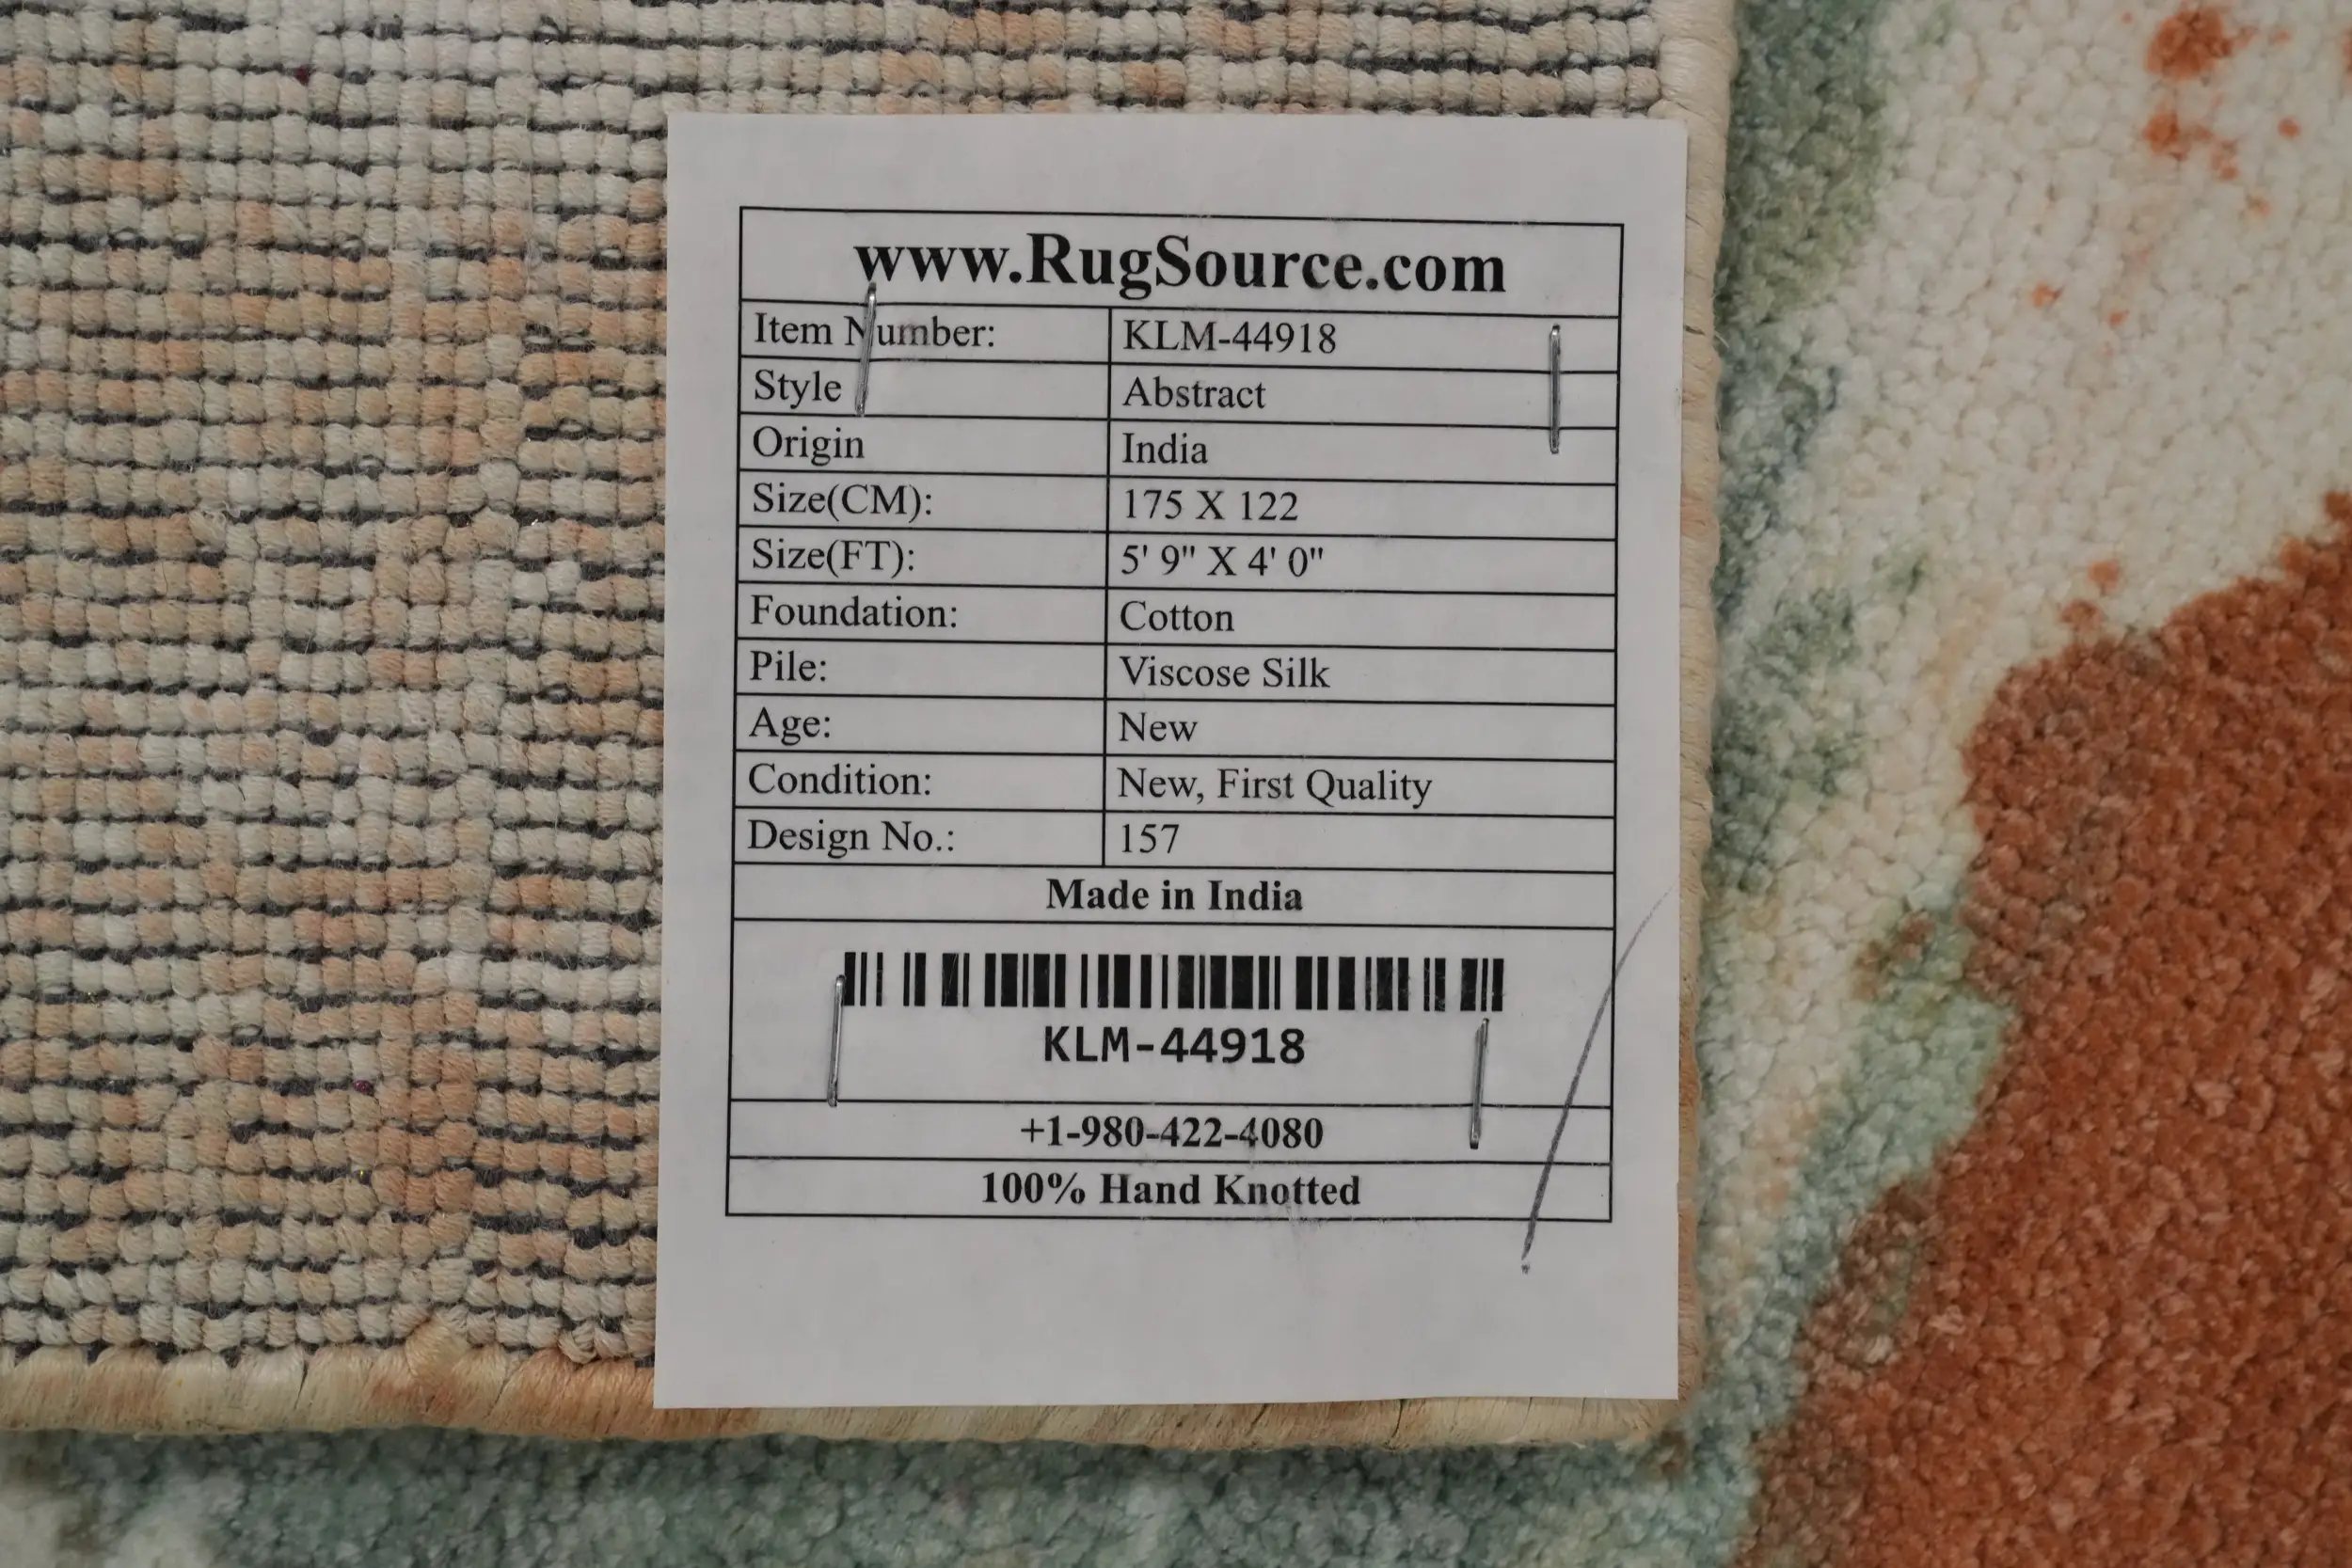 www.RugSource.com
Item Number: KLM-44918
Style Abstract
Origin India
Size(CM): 175 X 122
Size(FT): 5' 9" X 4' 0"
Foundation: Cotton
Pile: Viscose Silk
Age: New
Condition: New, First Quality
Design No.: 157
Made in India
KLM-44918
+1-980-422-4080
100% Hand Knotted